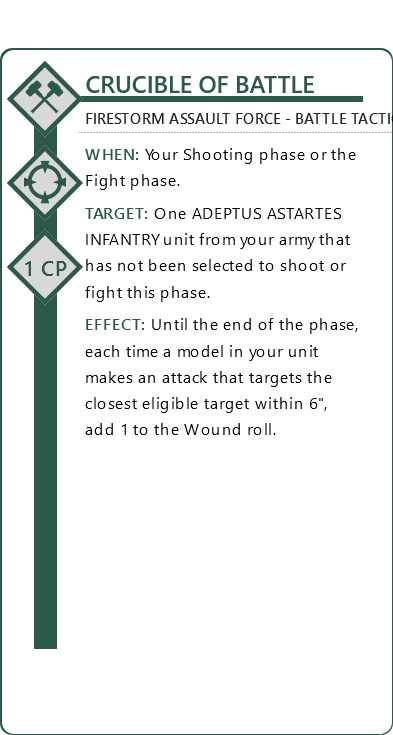 CRUCIBLE OF BATTLE
FIRESTORM ASSAULT FORCE - BATTLE TACTI
WHEN: Your Shooting phase or the
Fight phase.
TARGET: One ADEPTUS ASTARTES
INFANTRY unit from your army that
has not been selected to shoot or
fight this phase.
1 CP
EFFECT: Until the end of the phase,
each time a model in your unit
makes an attack that targets the
closest eligible target within 6",
add 1 to the Wound roll.